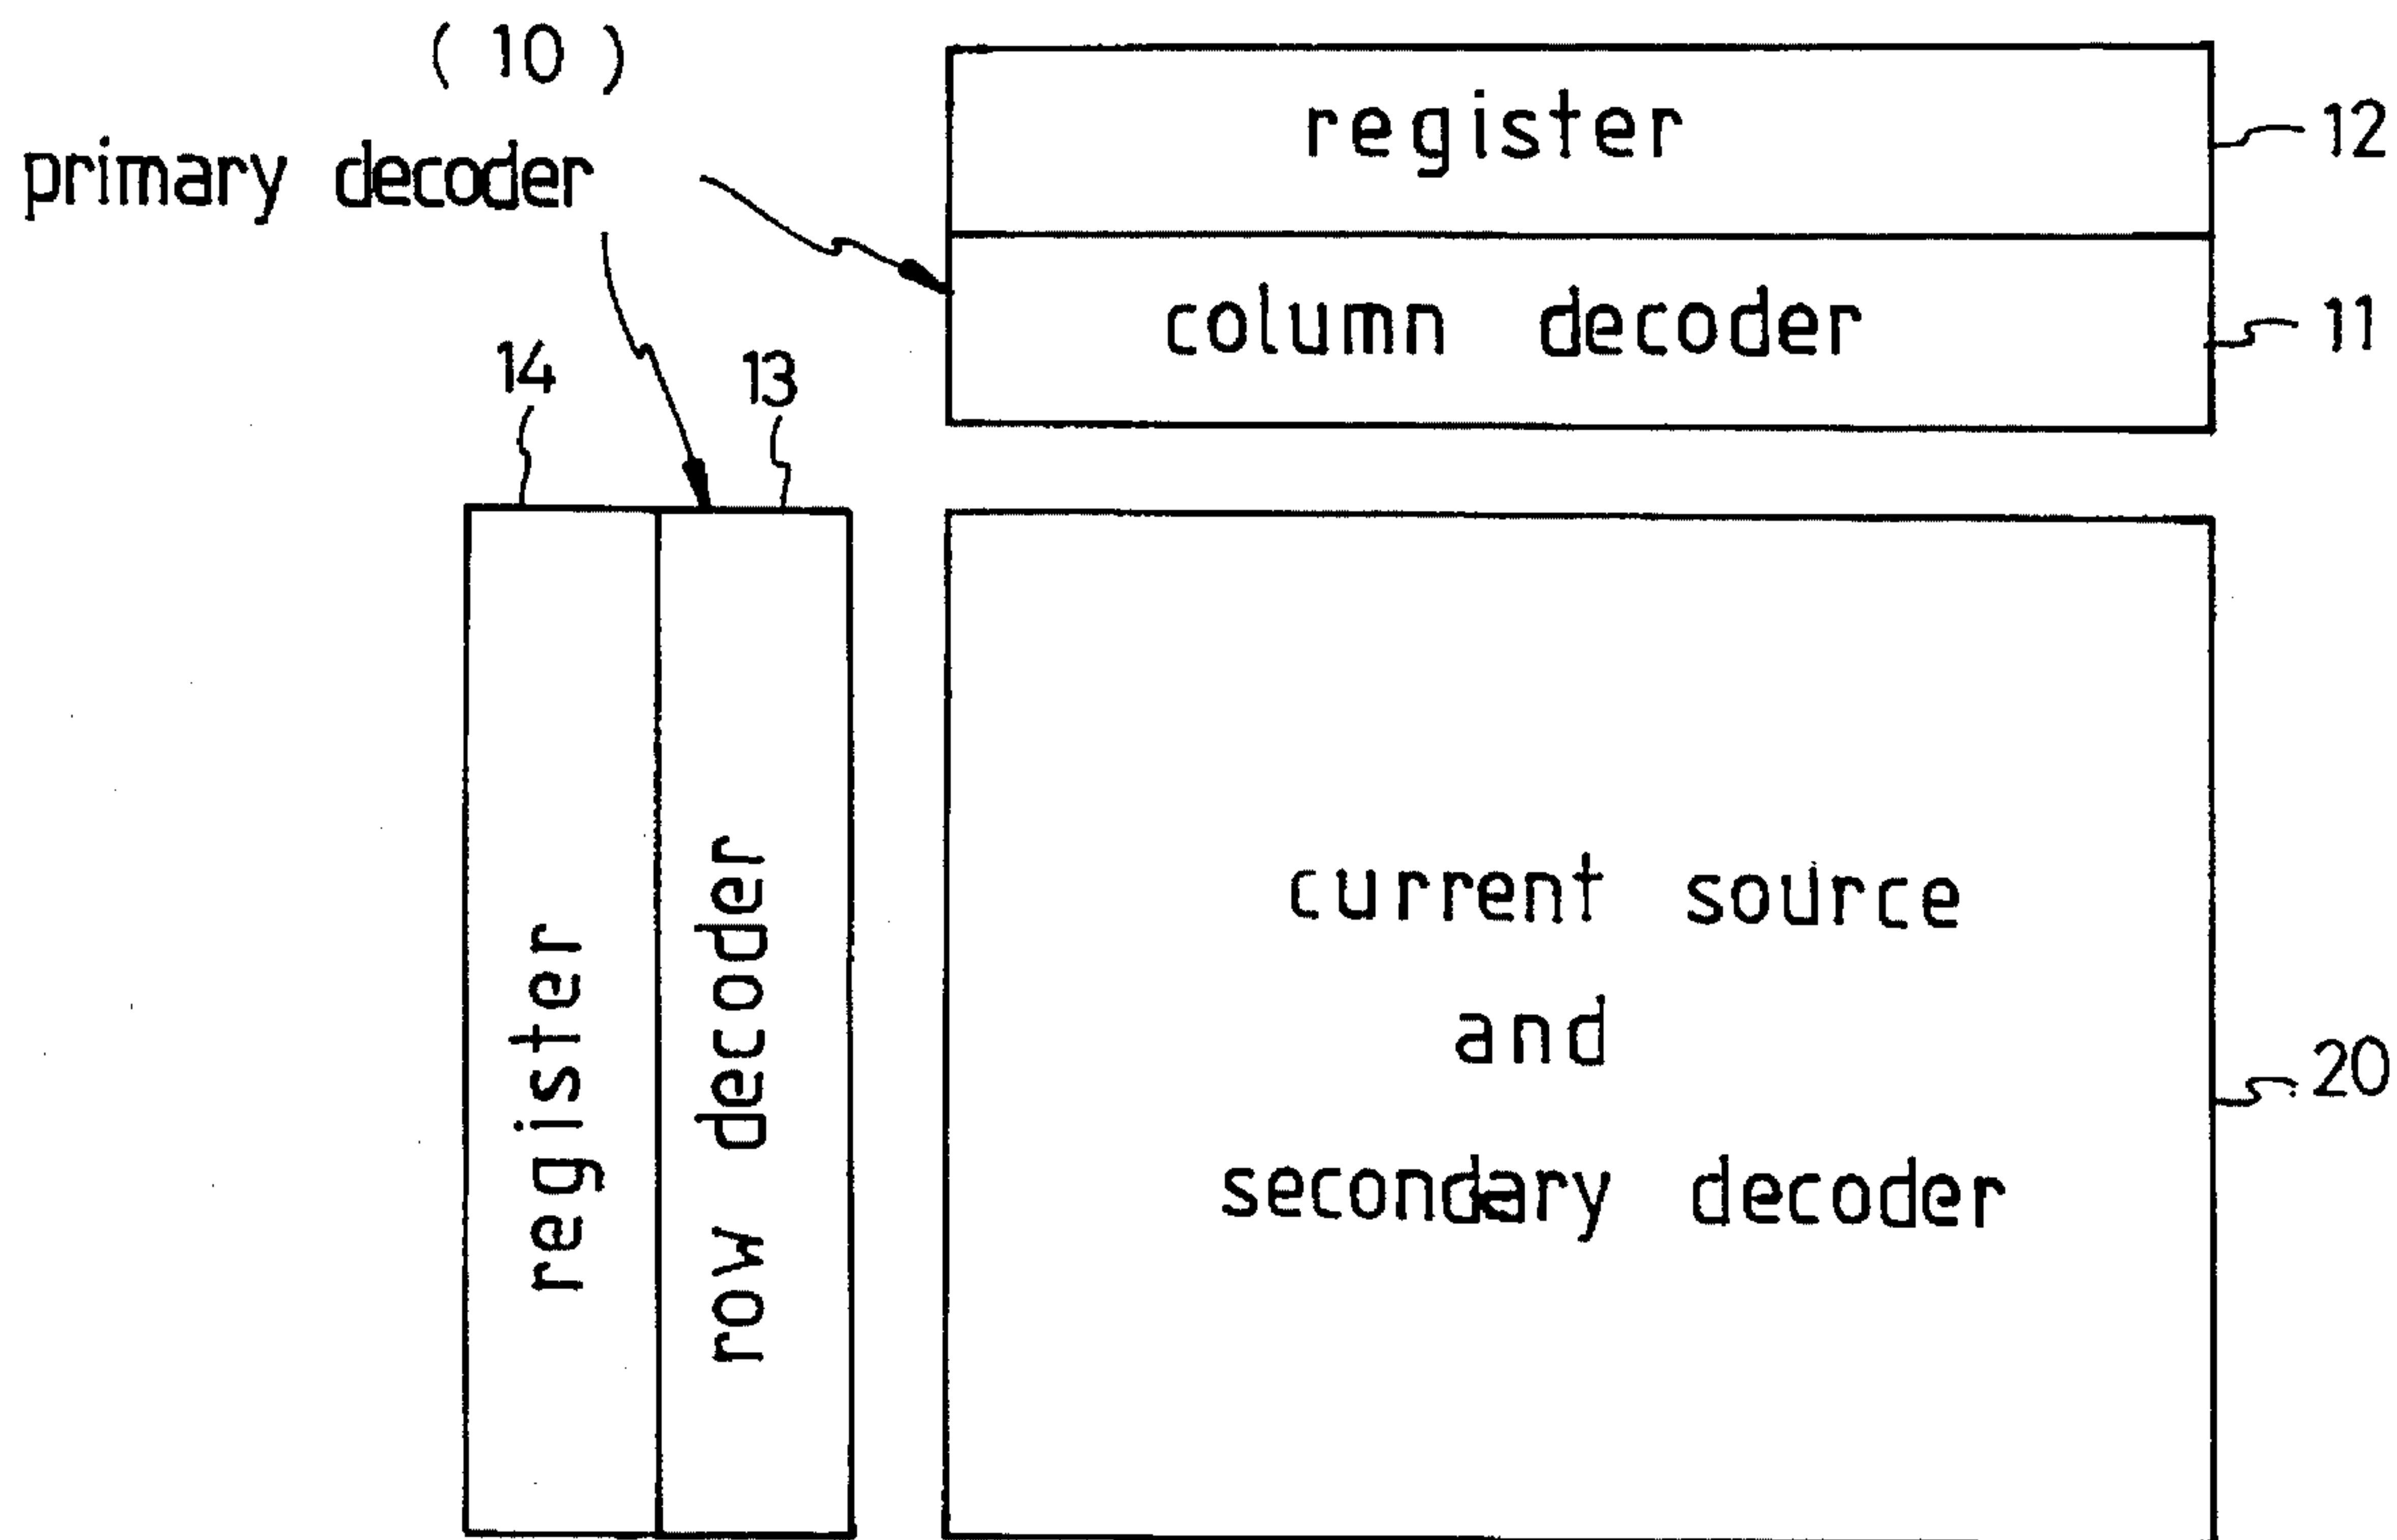 ( 10 )
primary decoder
register
12
column decoder
11
14
13
register
row decoder
current source
and
secondary decoder
20